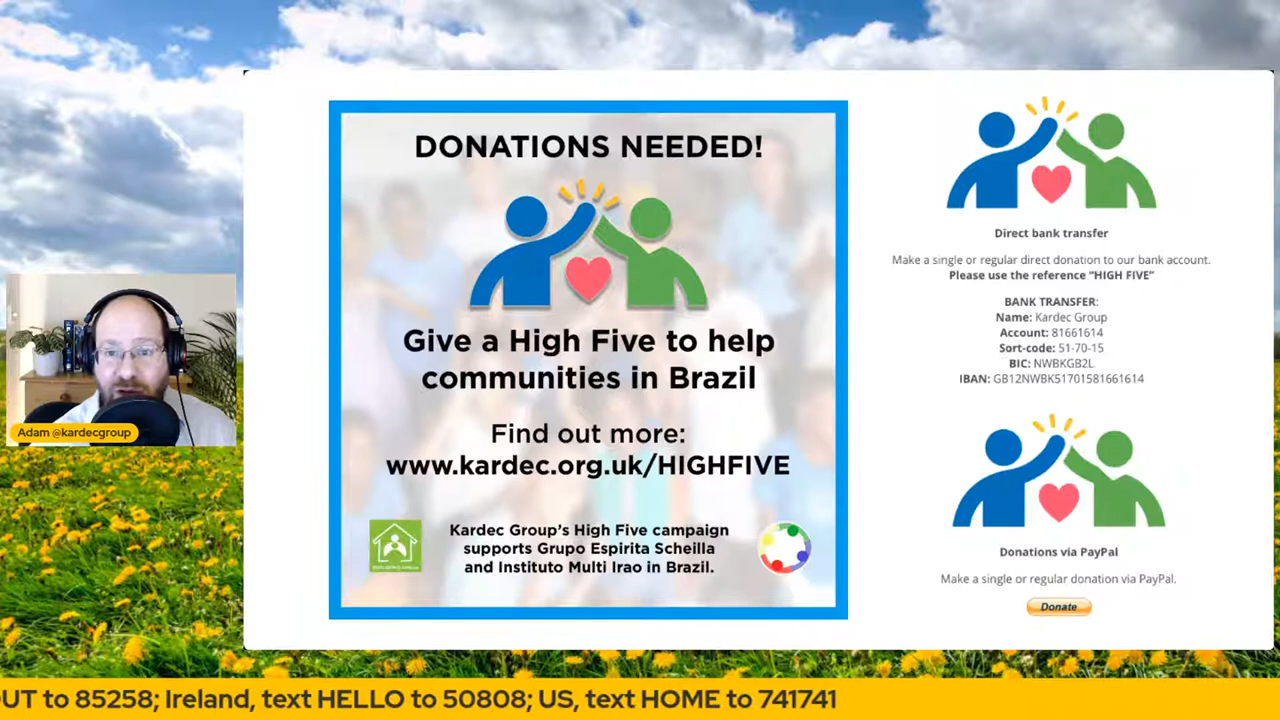 DONATIONS NEEDED!
Give a High Five to help
communities in Brazil
Find out more:
www.kardec.org.uk/HIGHFIVE
Kardec Group's High Five campaign
supports Grupo Espirita Scheilla
and Instituto Multi Irao in Brazil.
Direct bank transfer
Make a single or regular direct donation to our bank account.
Please use the reference "HIGH FIVE"
BANK TRANSFER:
Name: Kardec Group
Account: 81661614
Sort-code: 51-70-15
BIC: NWBKGB2L
IBAN: GB12NWBK51701581661614
Donations via PayPal
Make a single or regular donation via PayPal.
Donate
Adam @kardecgroup
to 85258; Ireland, text HELLO to 50808; US, text HOME to 741741